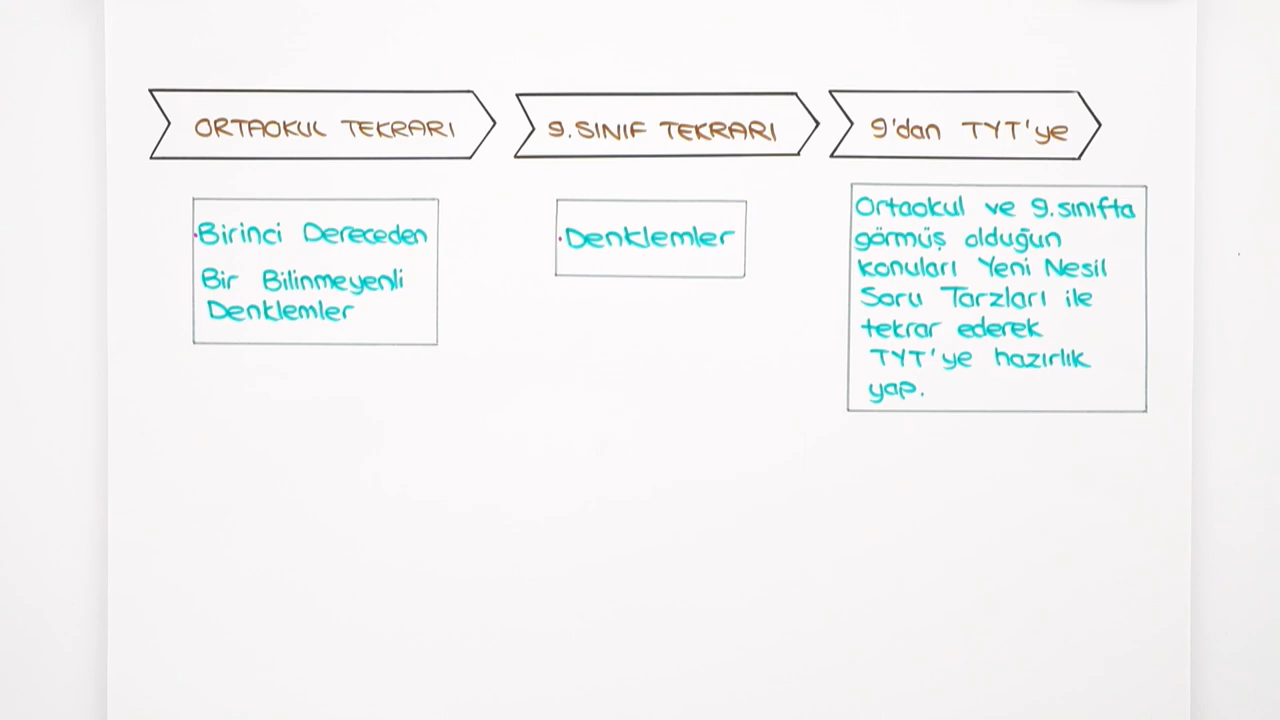 ORTAOKUL TEKRARI
9.SINIF TEKRARI
9'dan TYT'ye
·Birinci Dereceden
Bir Bilinmeyenli
Denklemler
·Denklemler
Ortaokul ve 9.sınıfta
görmüş olduğun
konuları Yeni Nesil
Soru Tarzları ile
tekrar ederek
TYT'ye hazırlık
yap.